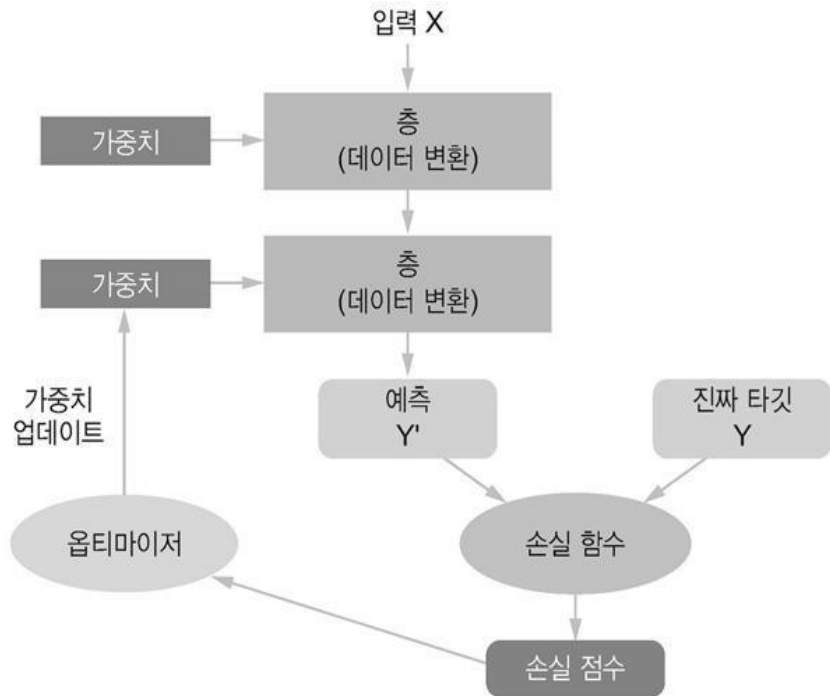 입력 X
가중치
층
(데이터 변환)
가중치
층
(데이터 변환)
가중치
업데이트
예측
Y'
진짜 타깃
Y
옵티마이저
손실 함수
손실 점수